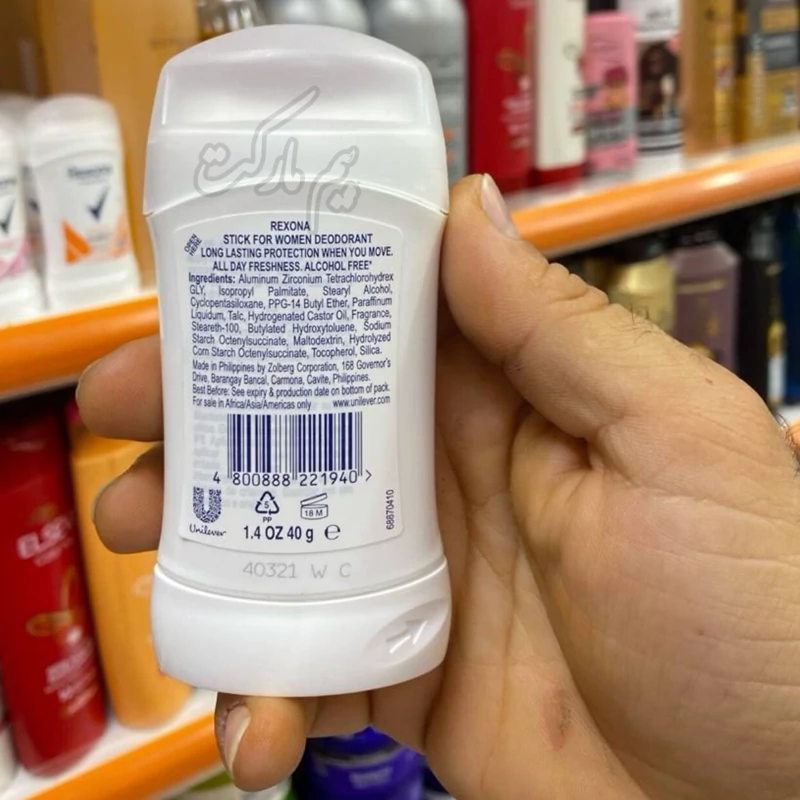 تیم مارکت
REXONA
STICK FOR WOMEN DEODORANT
LONG LASTING PROTECTION WHEN YOU MOVE.
ALL DAY FRESHNESS. ALCOHOL FREE*
OPEN HERE
Ingredients: Aluminum Zirconium Tetrachlorohydrex
GLY, Isopropyl Palmitate, Stearyl Alcohol,
Cyclopentasiloxane, PPG-14 Butyl Ether, Paraffinum
Liquidum, Talc, Hydrogenated Castor Oil, Fragrance,
Steareth-100, Butylated Hydroxytoluene, Sodium
Starch Octenylsuccinate, Maltodextrin, Hydrolyzed
Corn Starch Octenylsuccinate, Tocopherol, Silica.
Made in Philippines by Zolberg Corporation, 168 Governor's
Drive, Barangay Bancal, Carmona, Cavite, Philippines.
Best Before: See expiry & production date on bottom of pack.
For sale in Africa/Asia/Americas only www.unilever.com
4 800888 221940 >
5
PP
18 M
68870410
Unilever
1.4 OZ 40 g e
40321 W C
Rexona
ELSEV